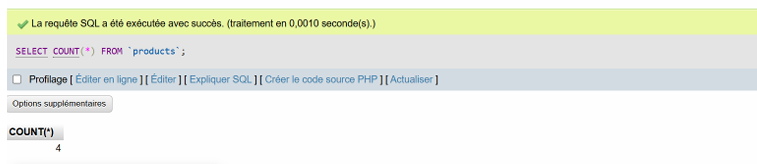 La requête SQL a été exécutée avec succès. (traitement en 0,0010 seconde(s).)
SELECT COUNT(*) FROM `products`;
Profilage [ Éditer en ligne ] [ Éditer ] [ Expliquer SQL ] [ Créer le code source PHP ] [ Actualiser ]
Options supplémentaires
COUNT(*)
4